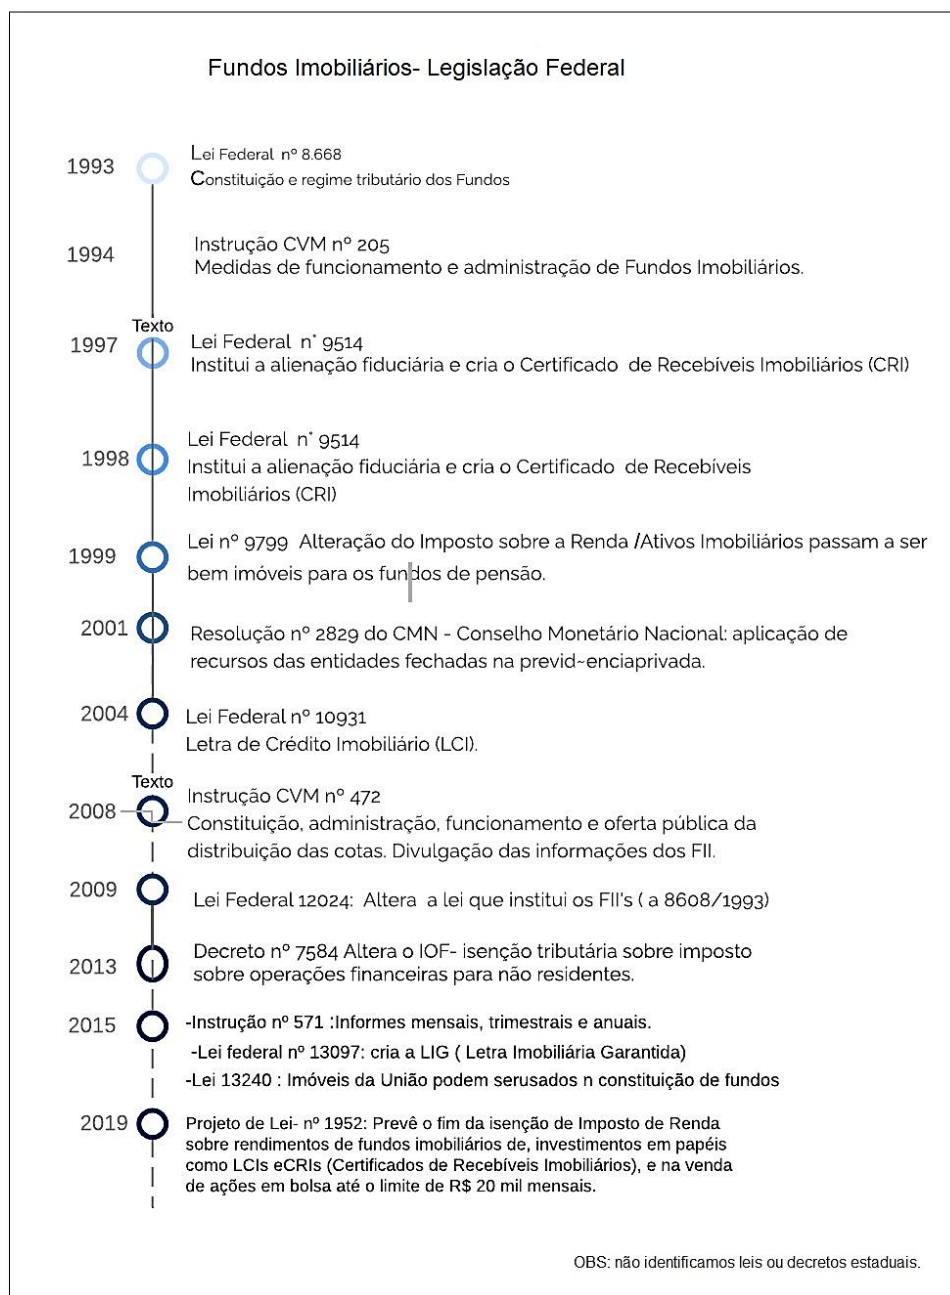 Fundos Imobiliários- Legislação Federal
1993
Lei Federal nº 8.668
Constituição e regime tributário dos Fundos
1994
Instrução CVM nº 205
Medidas de funcionamento e administração de Fundos Imobiliários.
Texto
1997
Lei Federal n° 9514
Institui a alienação fiduciária e cria o Certificado de Recebíveis Imobiliários (CRI)
1998
Lei Federal n° 9514
Institui a alienação fiduciária e cria o Certificado de Recebíveis
Imobiliários (CRI)
1999
Lei nº 9799 Alteração do Imposto sobre a Renda /Ativos Imobiliários passam a ser
bem imóveis para os fundos de pensão.
2001
Resolução nº 2829 do CMN - Conselho Monetário Nacional: aplicação de
recursos das entidades fechadas na previd~enciaprivada.
2004
Lei Federal nº 10931
Letra de Crédito Imobiliário (LCI).
Texto
2008
Instrução CVM nº 472
Constituição, administração, funcionamento e oferta pública da
distribuição das cotas. Divulgação das informações dos FII.
2009
Lei Federal 12024: Altera a lei que institui os FII's ( a 8608/1993)
2013
Decreto nº 7584 Altera o IOF- isenção tributária sobre imposto
sobre operações financeiras para não residentes.
2015
-Instrução nº 571 :Informes mensais, trimestrais e anuais.
-Lei federal nº 13097: cria a LIG ( Letra Imobiliária Garantida)
-Lei 13240 : Imóveis da União podem serusados n constituição de fundos
2019
Projeto de Lei- nº 1952: Prevê o fim da isenção de Imposto de Renda
sobre rendimentos de fundos imobiliários de, investimentos em papéis
como LCIs eCRIs (Certificados de Recebíveis Imobiliários), e na venda
de ações em bolsa até o limite de R$ 20 mil mensais.
OBS: não identificamos leis ou decretos estaduais.